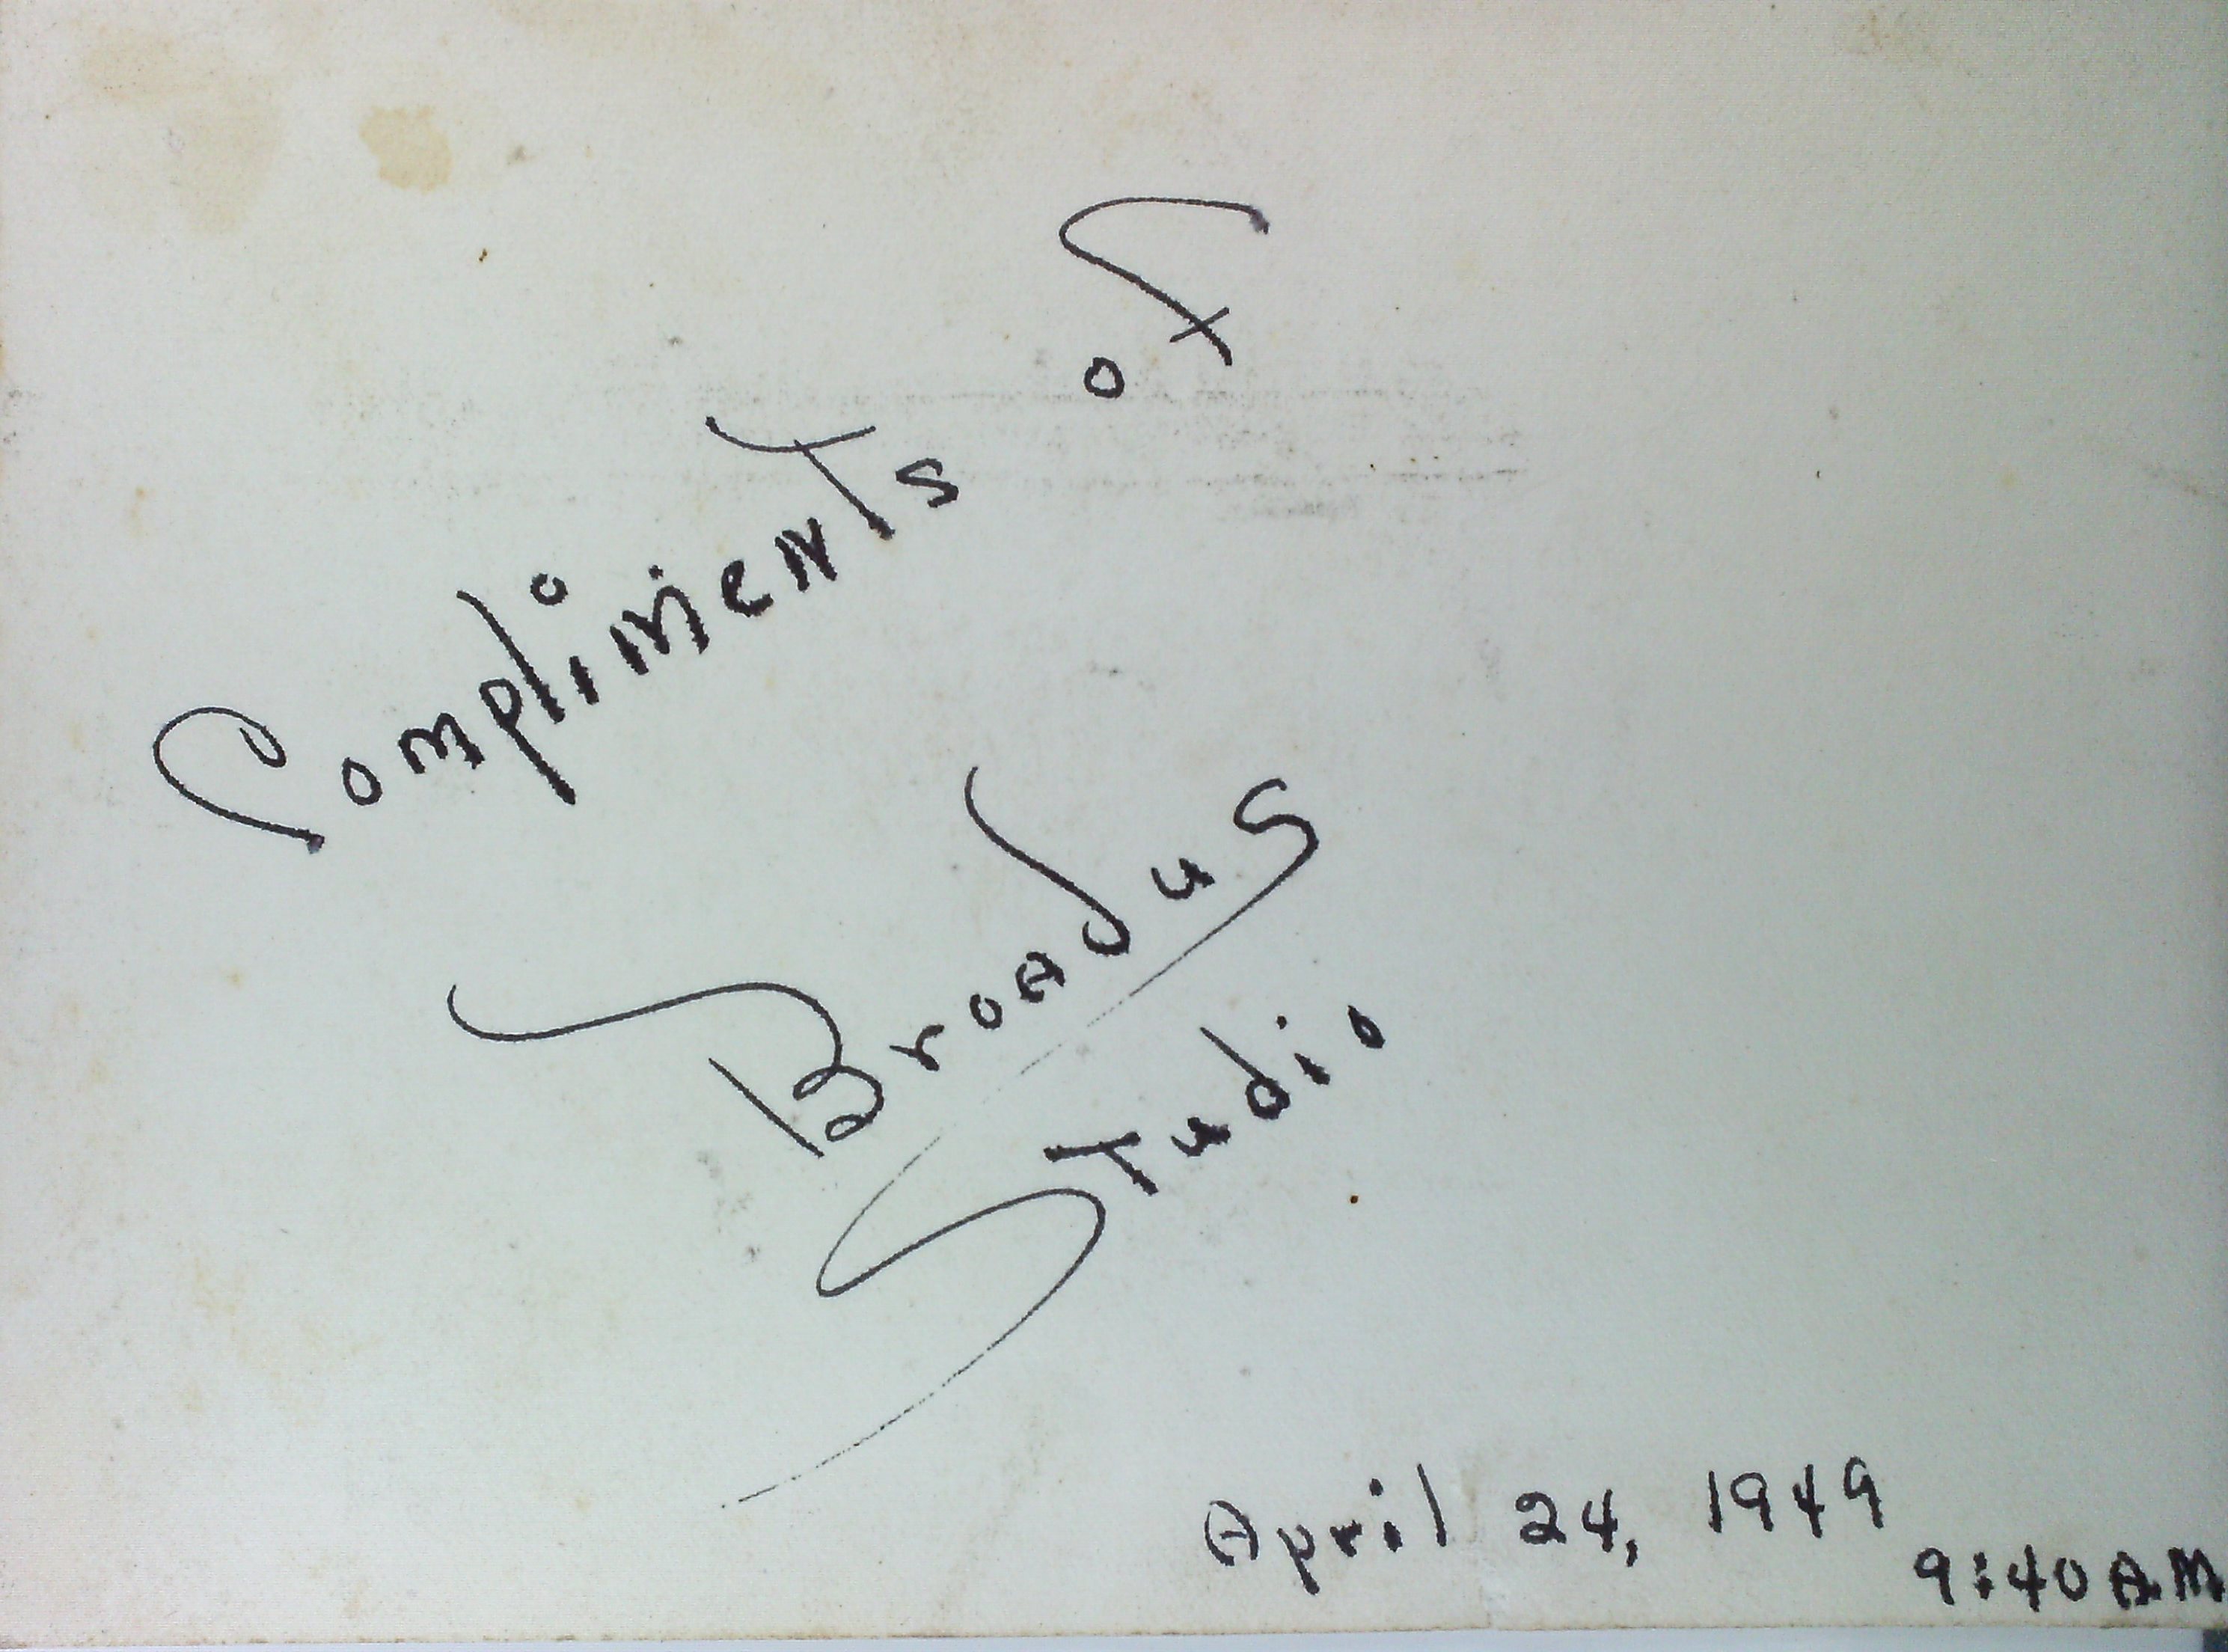 Compliments of
Broadus
Studio
April 24, 1949
9:40 A.M.